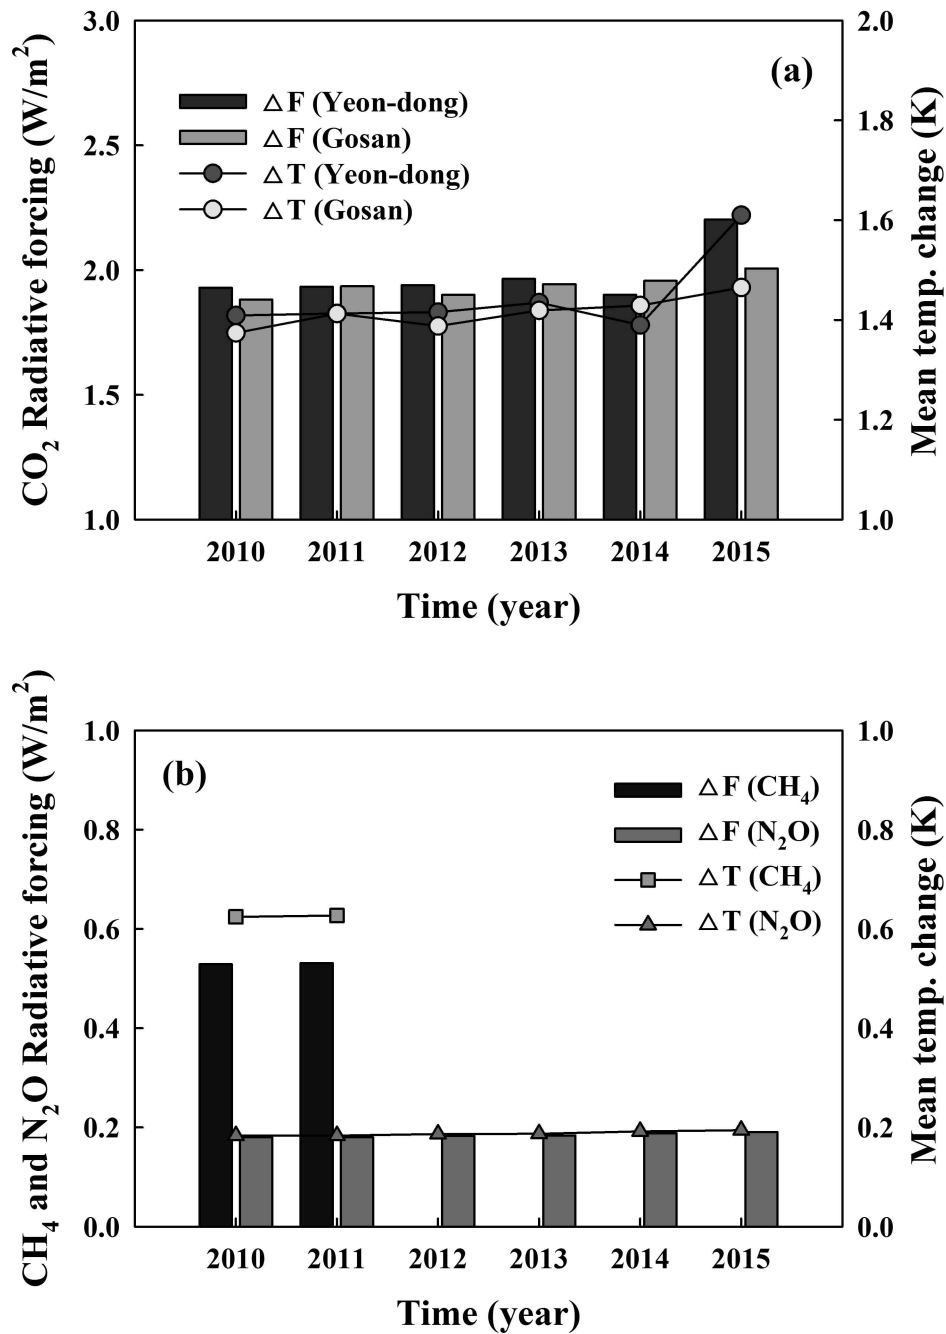 CO₂ Radiative forcing (W/m²)
3.0
2.5
2.0
1.5
1.0
(a)
△ F (Yeon-dong)
△ F (Gosan)
△ T (Yeon-dong)
△ T (Gosan)
2.0
1.8
1.6
1.4
1.2
1.0
Mean temp. change (K)
2010 2011 2012 2013 2014 2015
Time (year)
CH₄ and N₂O Radiative forcing (W/m²)
1.0
0.8
0.6
0.4
0.2
0.0
(b)
△ F (CH₄)
△ F (N₂O)
△ T (CH₄)
△ T (N₂O)
1.0
0.8
0.6
0.4
0.2
0.0
Mean temp. change (K)
2010 2011 2012 2013 2014 2015
Time (year)